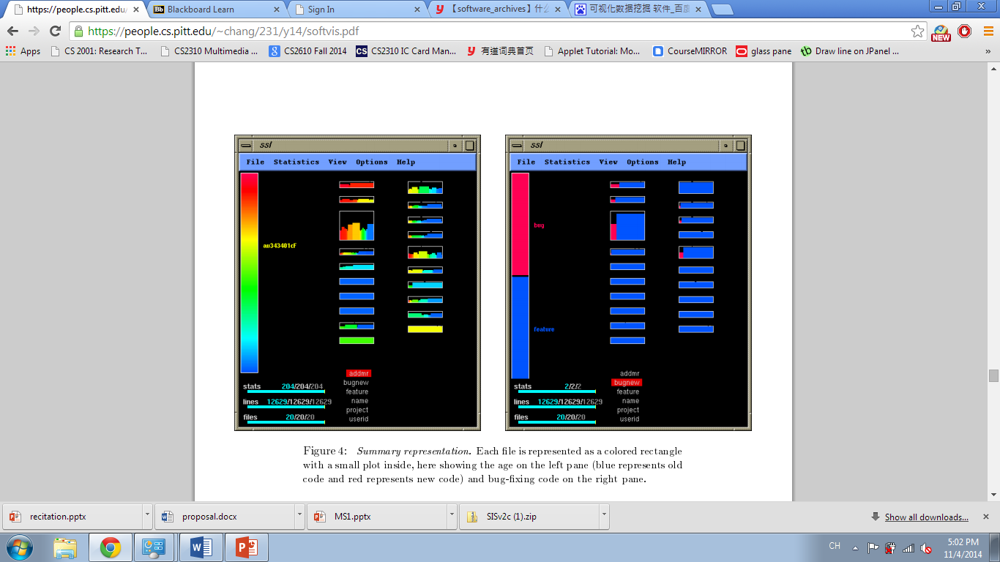 https://people.cs.pitt.edu/
Blackboard Learn
Sign In
【software_archives】什么
可视化数据挖掘 软件_百度
https://people.cs.pitt.edu/~chang/231/y14/softvis.pdf
NEW
Apps
CS 2001: Research T...
CS2310 Multimedia ...
CS2610 Fall 2014
CS2310 IC Card Man...
有道词典首页
Applet Tutorial: Mo...
CourseMIRROR
glass pane
Draw line on JPanel ...
»
ssl
File Statistics View Options Help
au343401cF
stats 204/204/204
lines 12629/12629/12629
files 20/20/20
addmr
bugnew
feature
name
project
userid
ssl
File Statistics View Options Help
bug
feature
stats 2/2/2
lines 12629/12629/12629
files 20/20/20
addmr
bugnew
feature
name
project
userid
Figure 4: Summary representation. Each file is represented as a colored rectangle
with a small plot inside, here showing the age on the left pane (blue represents old
code and red represents new code) and bug-fixing code on the right pane.
recitation.pptx
proposal.docx
MS1.pptx
SISv2c (1).zip
Show all downloads...
CH
5:02 PM
11/4/2014